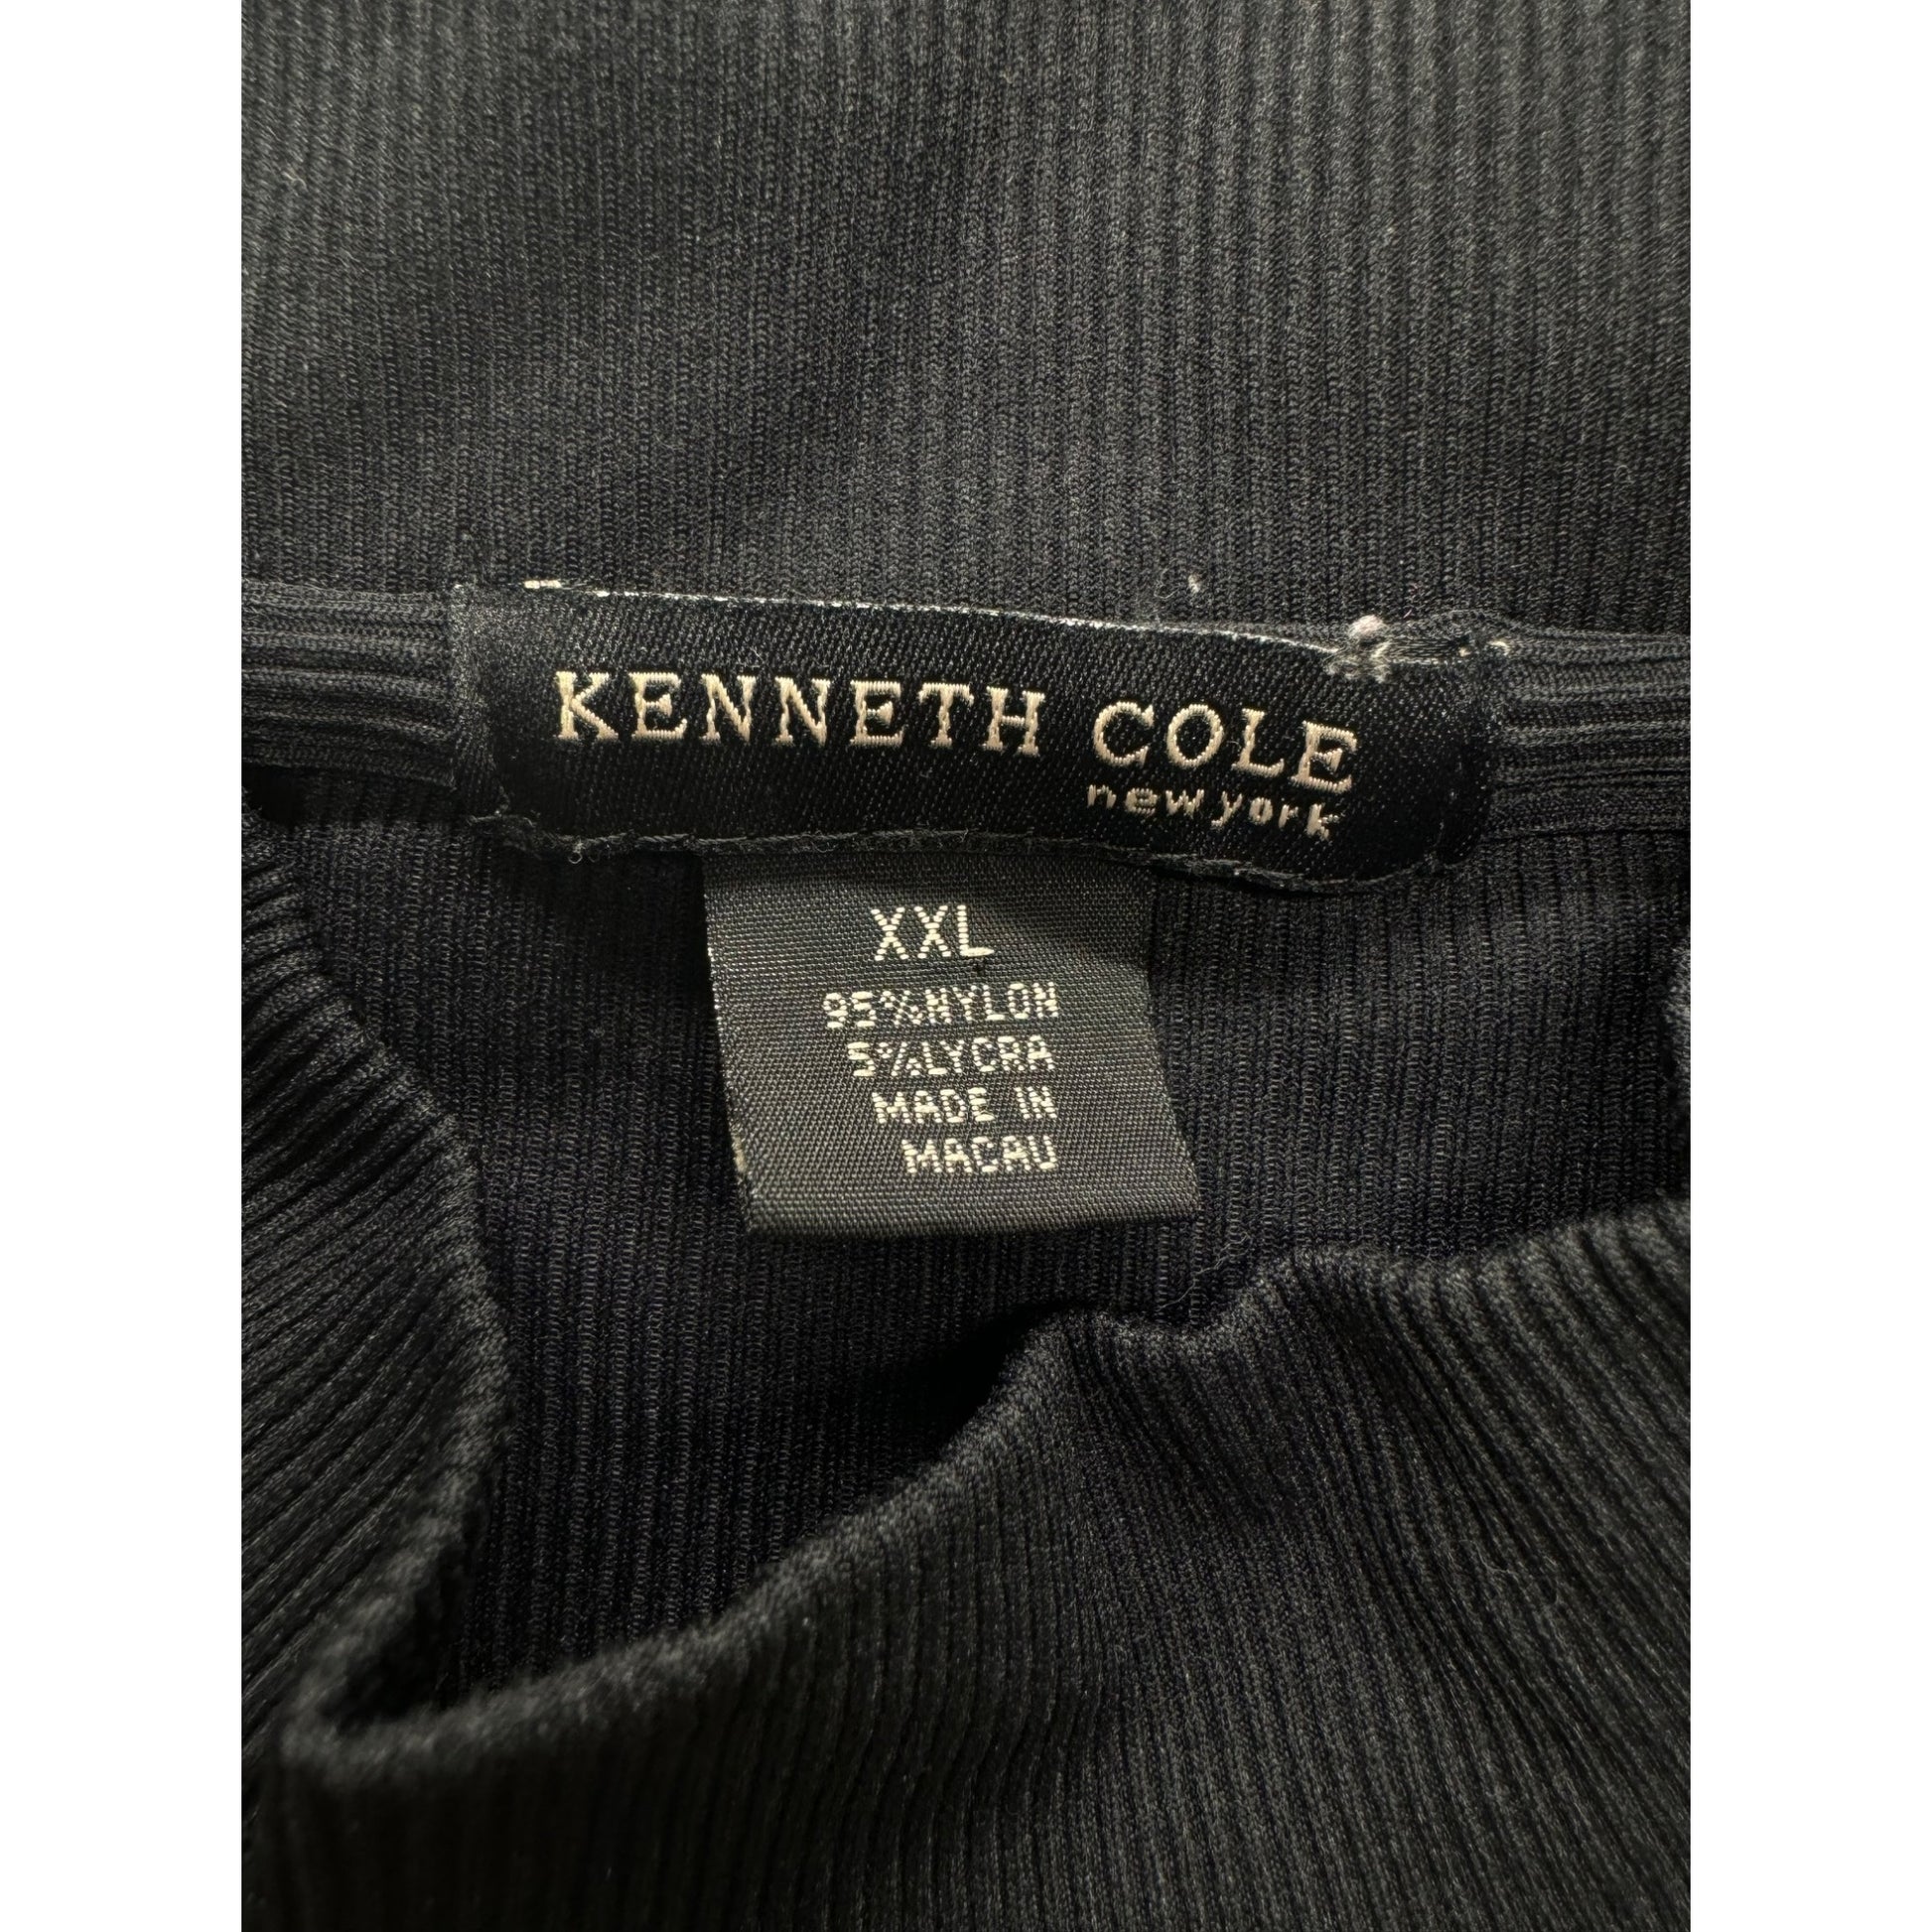 KENNETH COLE
new york
XXL
95%NYLON
5%LYCRA
MADE IN
MACAU